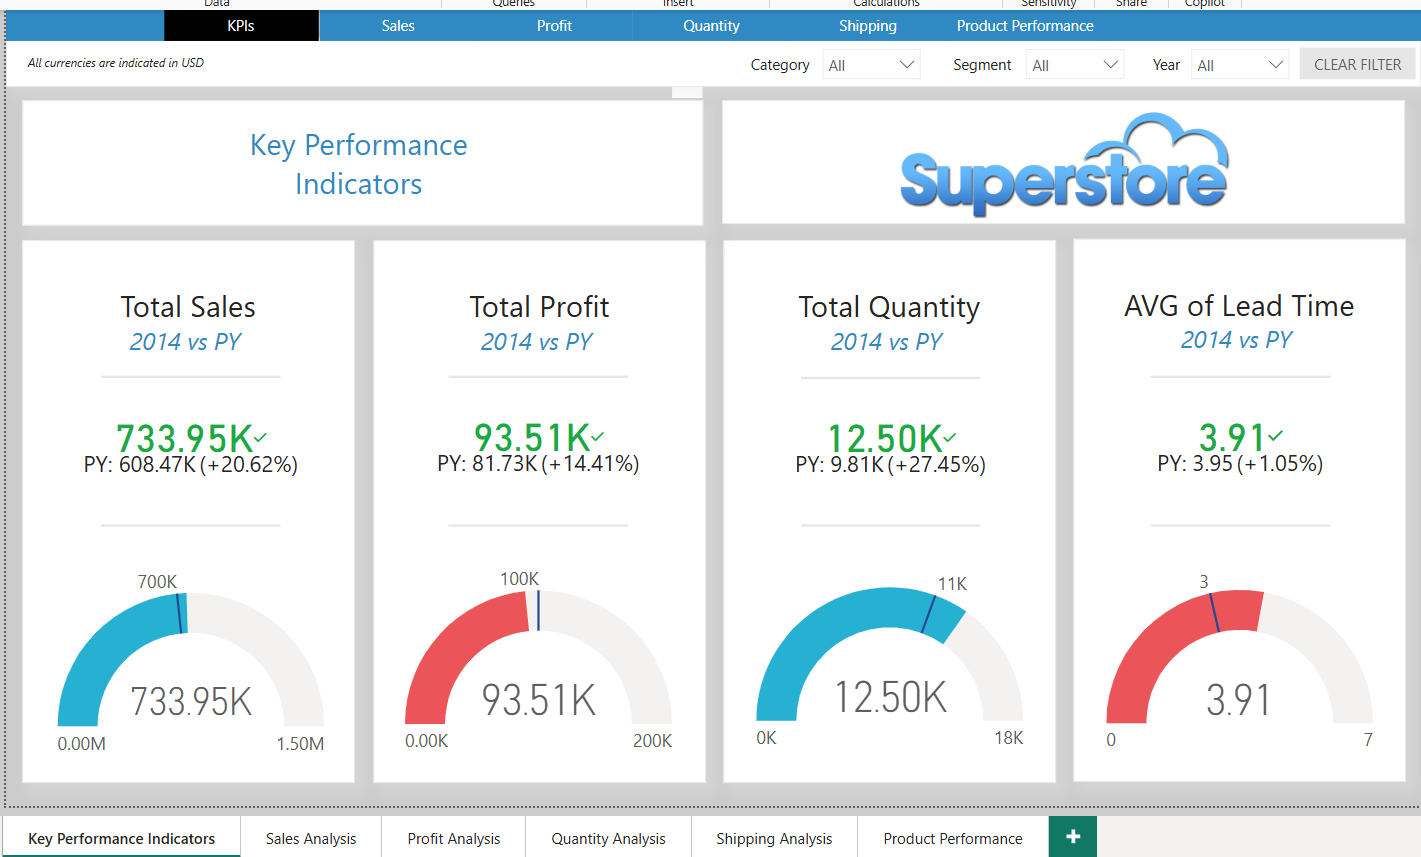 Data Queries Insert Calculations Sensitivity Share Copilot
KPIs Sales Profit Quantity Shipping Product Performance
All currencies are indicated in USD
Category All Segment All Year All CLEAR FILTER
Key Performance
Indicators
Superstore
Total Sales
2014 vs PY
733.95K
PY: 608.47K (+20.62%)
700K
733.95K
0.00M 1.50M
Total Profit
2014 vs PY
93.51K
PY: 81.73K (+14.41%)
100K
93.51K
0.00K 200K
Total Quantity
2014 vs PY
12.50K
PY: 9.81K (+27.45%)
11K
12.50K
0K 18K
AVG of Lead Time
2014 vs PY
3.91
PY: 3.95 (+1.05%)
3
3.91
0 7
Key Performance Indicators Sales Analysis Profit Analysis Quantity Analysis Shipping Analysis Product Performance +